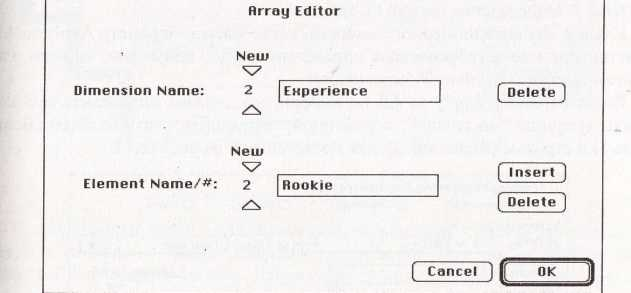 Array Editor
New
Dimension Name: 2 Experience Delete
New
Insert
Element Name/#: 2 Rookie
Delete
Cancel OK